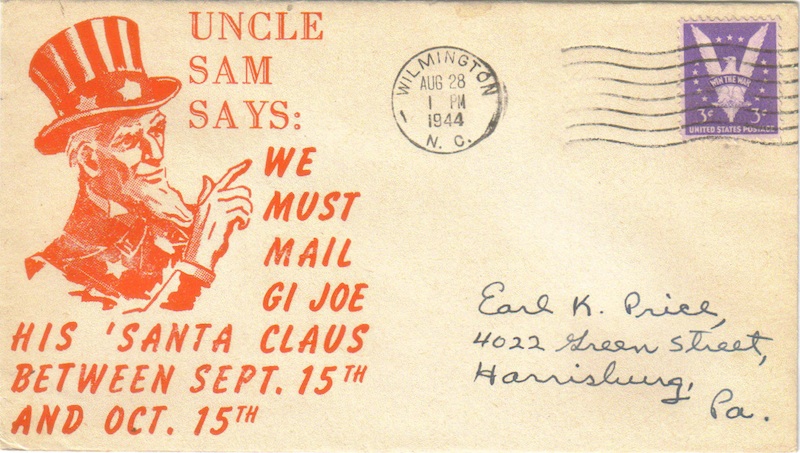 UNCLE
SAM
SAYS:
WE
MUST
MAIL
GI JOE
HIS 'SANTA CLAUS
BETWEEN SEPT. 15TH
AND OCT. 15TH
WILMINGTON
AUG 28
1 PM
1944
N. C.
WIN THE WAR
3¢ 3¢
UNITED STATES POSTAGE
Earl K. Price,
4022 Green Street,
Harrisburg,
Pa.